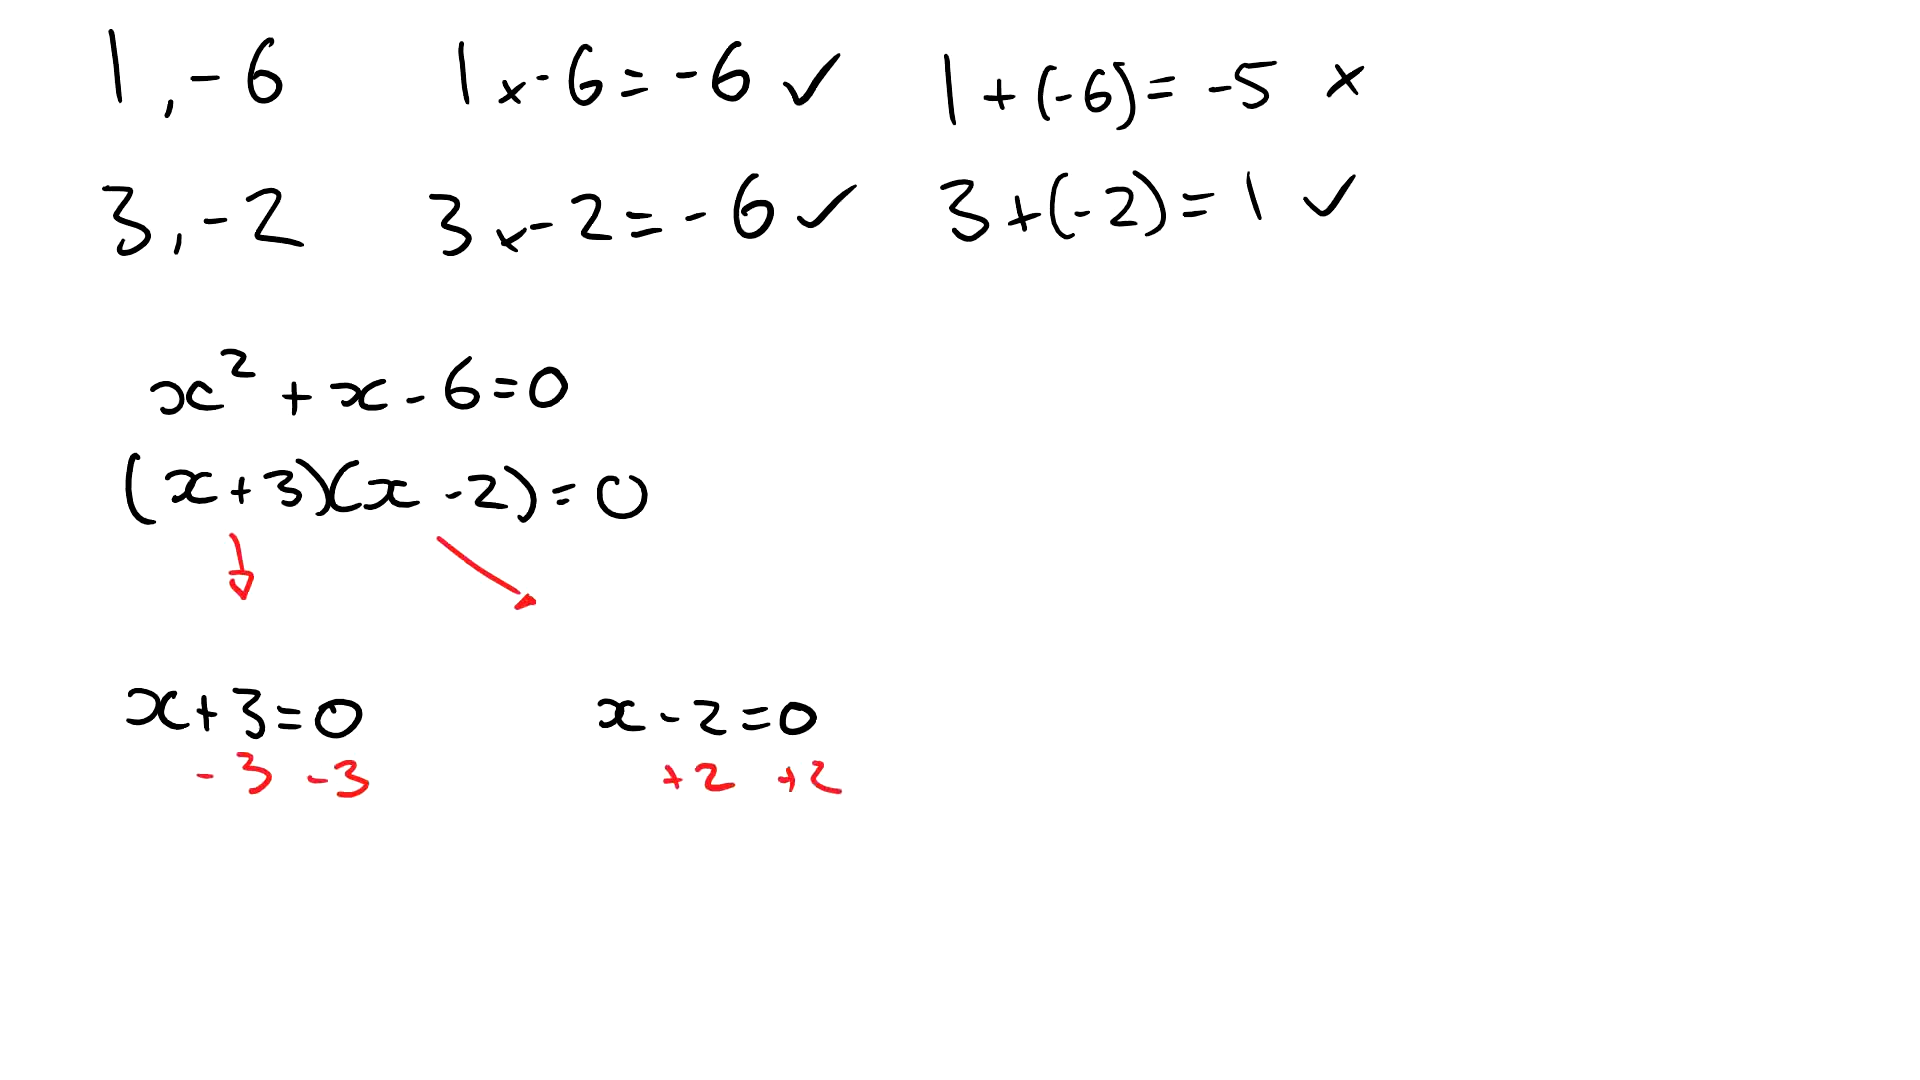 1, -6 1 x -6 = -6 ✓ 1 + (-6) = -5 x
3, -2 3 x -2 = -6 ✓ 3 + (-2) = 1 ✓
x² + x - 6 = 0
(x + 3)(x - 2) = 0
x + 3 = 0 x - 2 = 0
- 3 - 3 + 2 + 2